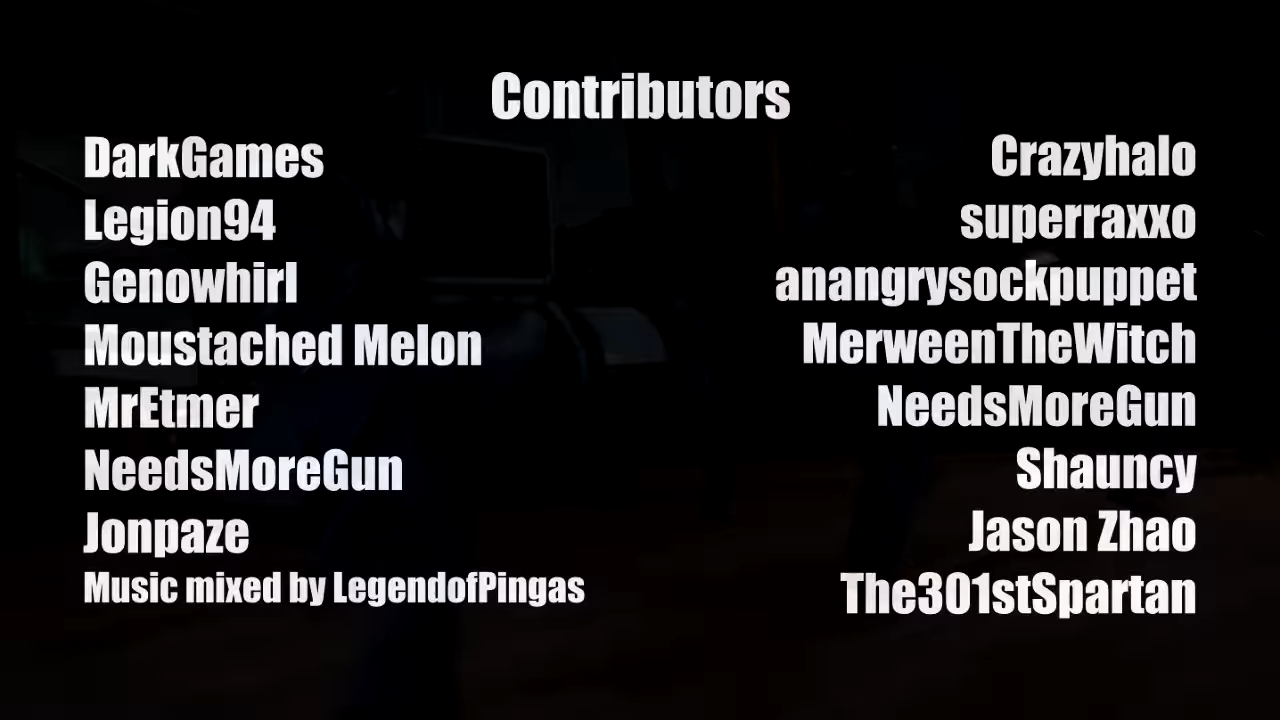 Contributors
DarkGames
Legion94
Genowhirl
Moustached Melon
MrEtmer
NeedsMoreGun
Jonpaze
Music mixed by LegendofPingas
Crazyhalo
superraxxo
anangrysockpuppet
MerweenTheWitch
NeedsMoreGun
Shauncy
Jason Zhao
The301stSpartan